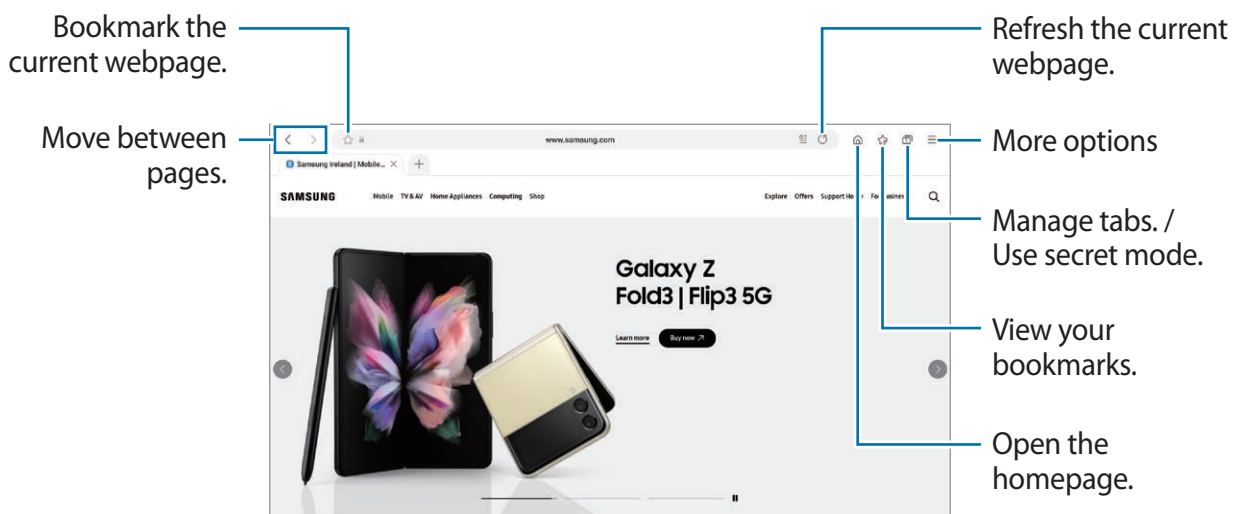 Bookmark the
current webpage.
Move between
pages.
Refresh the current
webpage.
More options
Manage tabs. /
Use secret mode.
View your
bookmarks.
Open the
homepage.
www.samsung.com
Samsung Ireland | Mobile...
SAMSUNG Mobile TV & AV Home Appliances Computing Shop Explore Offers Support
Galaxy Z
Fold3 | Flip3 5G
Learn more Buy now